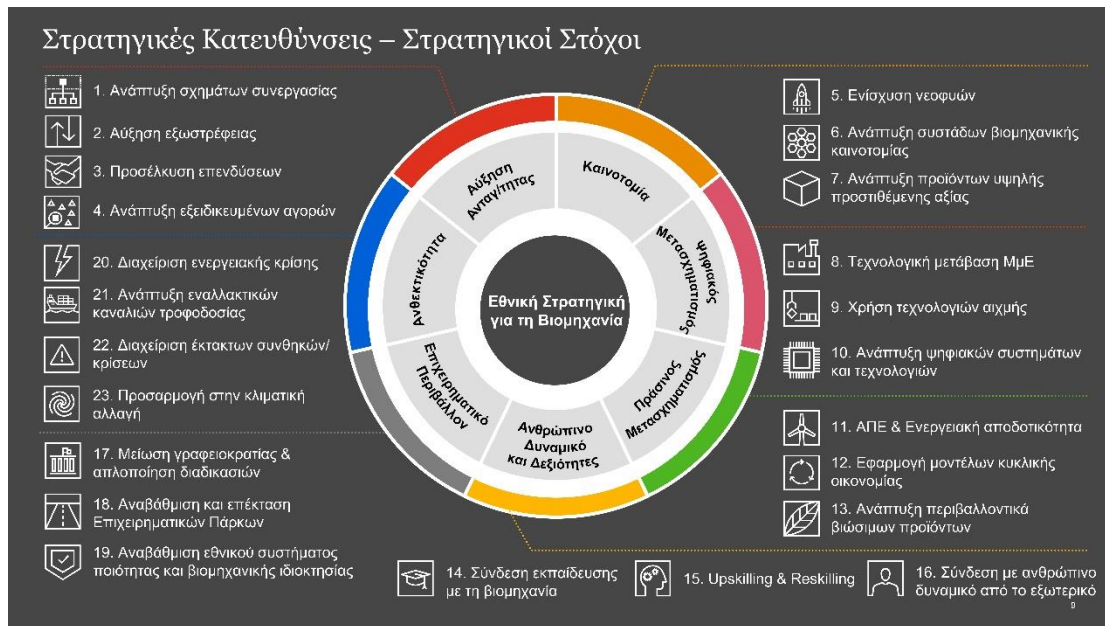 Στρατηγικές Κατευθύνσεις – Στρατηγικοί Στόχοι
1. Ανάπτυξη σχημάτων συνεργασίας
2. Αύξηση εξωστρέφειας
3. Προσέλκυση επενδύσεων
4. Ανάπτυξη εξειδικευμένων αγορών
20. Διαχείριση ενεργειακής κρίσης
21. Ανάπτυξη εναλλακτικών
καναλιών τροφοδοσίας
22. Διαχείριση έκτακτων συνθηκών/
κρίσεων
23. Προσαρμογή στην κλιματική
αλλαγή
17. Μείωση γραφειοκρατίας &
απλοποίηση διαδικασιών
18. Αναβάθμιση και επέκταση
Επιχειρηματικών Πάρκων
19. Αναβάθμιση εθνικού συστήματος
ποιότητας και βιομηχανικής ιδιοκτησίας
Αύξηση
Ανταγ/τητας
Καινοτομία
Ψηφιακός
Μετασχηματισμός
Πράσινος
Μετασχηματισμός
Ανθρώπινο
Δυναμικό
και Δεξιότητες
Επιχειρηματικό
Περιβάλλον
Ανθεκτικότητα
Εθνική Στρατηγική
για τη Βιομηχανία
5. Ενίσχυση νεοφυών
6. Ανάπτυξη συστάδων βιομηχανικής
καινοτομίας
7. Ανάπτυξη προϊόντων υψηλής
προστιθέμενης αξίας
8. Τεχνολογική μετάβαση ΜμΕ
9. Χρήση τεχνολογιών αιχμής
10. Ανάπτυξη ψηφιακών συστημάτων
και τεχνολογιών
11. ΑΠΕ & Ενεργειακή αποδοτικότητα
12. Εφαρμογή μοντέλων κυκλικής
οικονομίας
13. Ανάπτυξη περιβαλλοντικά
βιώσιμων προϊόντων
14. Σύνδεση εκπαίδευσης
με τη βιομηχανία
15. Upskilling & Reskilling
16. Σύνδεση με ανθρώπινο
δυναμικό από το εξωτερικό
9